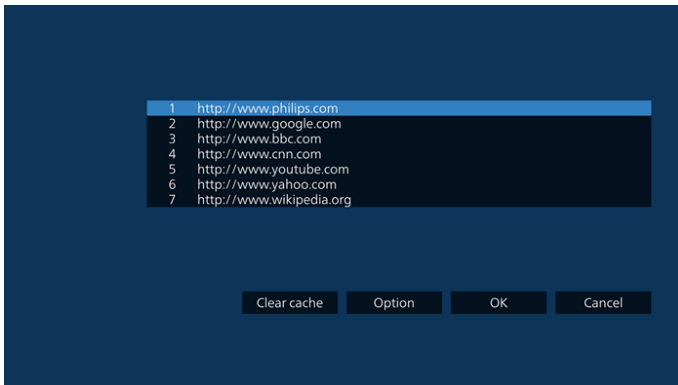 1 http://www.philips.com
2 http://www.google.com
3 http://www.bbc.com
4 http://www.cnn.com
5 http://www.youtube.com
6 http://www.yahoo.com
7 http://www.wikipedia.org
Clear cache Option OK Cancel